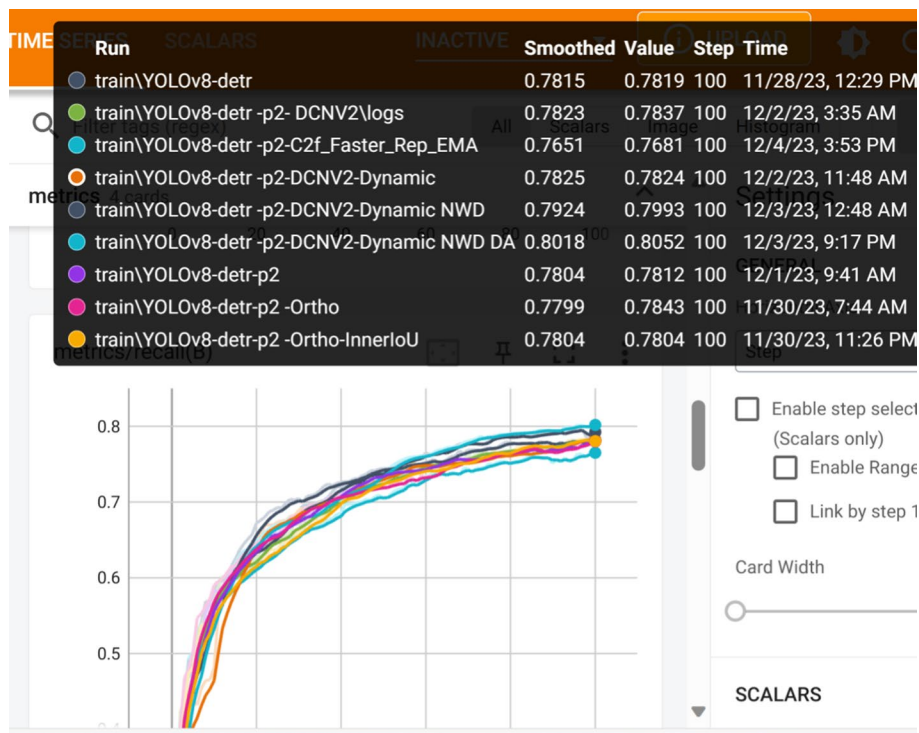 TIME SERIES SCALARS INACTIVE UPLOAD
Run Smoothed Value Step Time
train\YOLOv8-detr 0.7815 0.7819 100 11/28/23, 12:29 PM
train\YOLOv8-detr -p2- DCNV2\logs 0.7823 0.7837 100 12/2/23, 3:35 AM
train\YOLOv8-detr -p2-C2f_Faster_Rep_EMA 0.7651 0.7681 100 12/4/23, 3:53 PM
train\YOLOv8-detr -p2-DCNV2-Dynamic 0.7825 0.7824 100 12/2/23, 11:48 AM
train\YOLOv8-detr -p2-DCNV2-Dynamic NWD 0.7924 0.7993 100 12/3/23, 12:48 AM
train\YOLOv8-detr -p2-DCNV2-Dynamic NWD DA 0.8018 0.8052 100 12/3/23, 9:17 PM
train\YOLOv8-detr-p2 0.7804 0.7812 100 12/1/23, 9:41 AM
train\YOLOv8-detr-p2 -Ortho 0.7799 0.7843 100 11/30/23, 7:44 AM
train\YOLOv8-detr-p2 -Ortho-InnerIoU 0.7804 0.7804 100 11/30/23, 11:26 PM
Filter tags (regex) All Scalars Image Histogram
metrics 4 cards Settings
0 20 40 60 80 100
GENERAL
metrics/recall(B)
Step
0.8
0.7
0.6
0.5
0.4
Enable step select
(Scalars only)
Enable Range
Link by step 1
Card Width
SCALARS